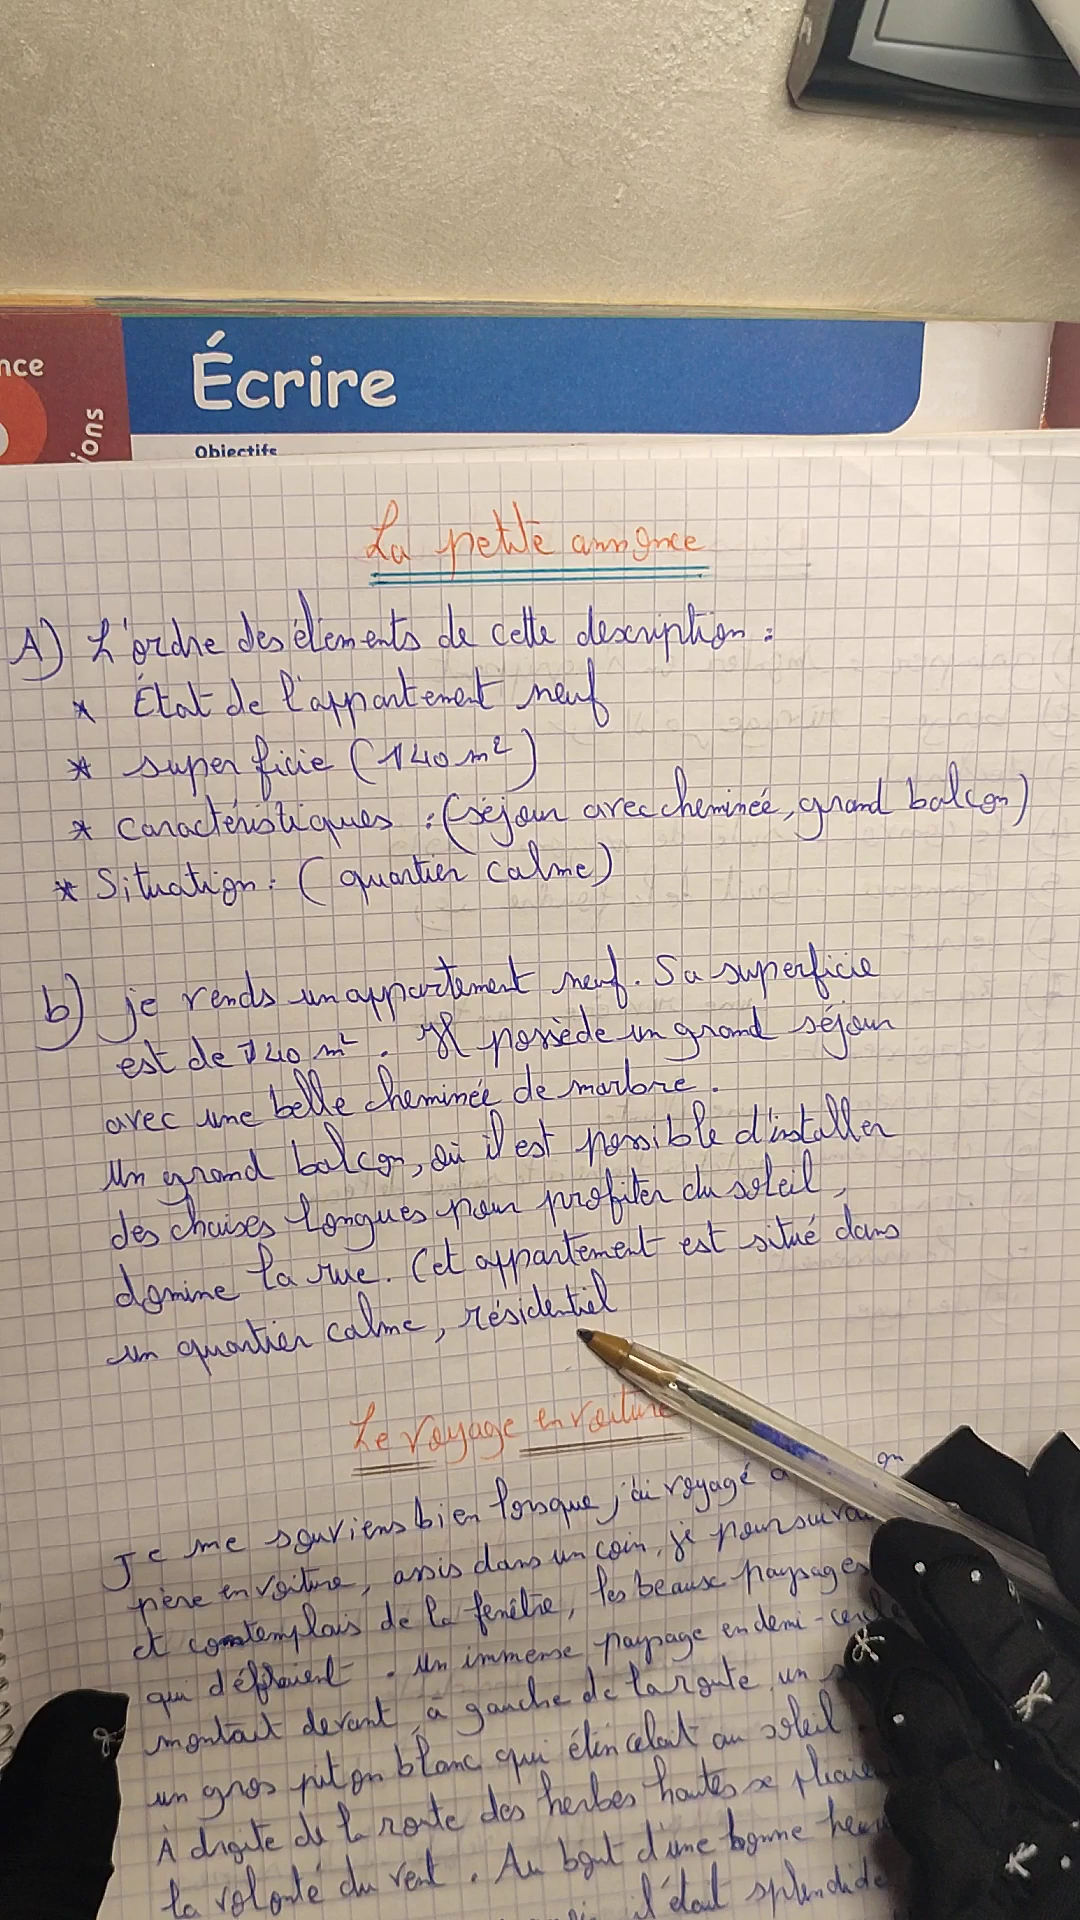 nce
ions
Écrire
Objectifs
La petite annonce
A) L'ordre des élements de cette description :
* État de l'appartement neuf
* superficie (140 m²)
* caractéristiques : (séjour avec cheminée, grand balcon)
* Situation : ( quartier calme)
b) je vends un appartement neuf. Sa superficie
est de 140 m². Il possède un grand séjour
avec une belle cheminée de marbre.
Un grand balcon, où il est possible d'installer
des chaises longues pour profiter du soleil,
domine la rue. Cet appartement est situé dans
un quartier calme, résidentiel
Le voyage en voiture
Je me souviens bien lorsque j'ai voyagé
père en voiture, assis dans un coin, je
et contemplais de la fenêtre, les beaux paysages
qui défilaient. Un immense paysage en demi-
montait devant à gauche de la route, un
un gros piton blanc qui étincelait au soleil.
À droite de la route des herbes hautes se
la volonté du vent. Au bout d'une bonne
il était splendide